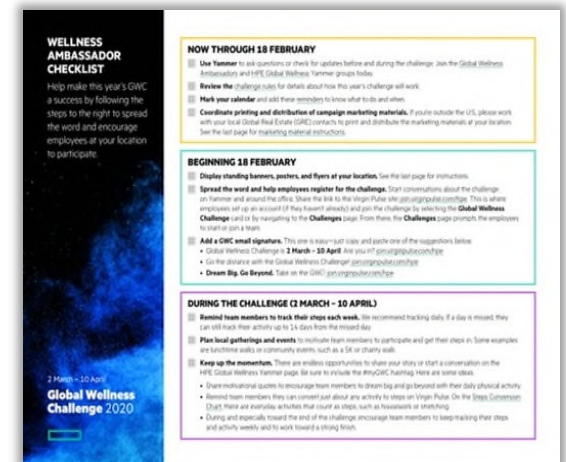 WELLNESS
AMBASSADOR
CHECKLIST
Help make this year's GWC
a success by following the
steps to the right to spread
the word and encourage
employees at your location
to participate.
2 March – 10 April
Global Wellness
Challenge 2020
NOW THROUGH 18 FEBRUARY
Use Yammer to ask questions or check for updates before and during the challenge. Join the Global Wellness
Ambassadors and HPE Global Wellness Yammer groups today.
Review the challenge rules for details about how this year's challenge will work.
Mark your calendar and add these reminders to know what to do and when.
Coordinate printing and distribution of campaign marketing materials. If you're outside the U.S., please work
with your local Global Real Estate (GRE) contacts to print and distribute the marketing materials at your location.
See the last page for marketing material instructions.
BEGINNING 18 FEBRUARY
Display standing banners, posters, and flyers at your location. See the last page for instructions.
Spread the word and help employees register for the challenge. Start conversations about the challenge
on Yammer and around the office. Share the link to the Virgin Pulse site: join.virginpulse.com/hpe. This is where
employees set up an account (if they haven't already) and join the challenge by selecting the Global Wellness
Challenge card or by navigating to the Challenges page. From there, the Challenges page prompts the employees
to start or join a team.
Add a GWC email signature. This one is easy—just copy and paste one of the suggestions below.
• Global Wellness Challenge is 2 March – 10 April. Are you in? join.virginpulse.com/hpe
• Go the distance with the Global Wellness Challenge! join.virginpulse.com/hpe
• Dream Big. Go Beyond. Take on the GWC! join.virginpulse.com/hpe
DURING THE CHALLENGE (2 MARCH – 10 APRIL)
Remind team members to track their steps each week. We recommend tracking daily. If a day is missed, they
can still track their activity up to 14 days from the missed day.
Plan local gatherings and events to motivate team members to participate and get their steps in. Some examples
are lunchtime walks or community events, such as a 5K or charity walk.
Keep up the momentum. There are endless opportunities to share your story or start a conversation on the
HPE Global Wellness Yammer page. Be sure to include the #myGWC hashtag. Here are some ideas:
• Share motivational quotes to encourage team members to dream big and go beyond with their daily physical activity.
• Remind team members they can convert just about any activity to steps on Virgin Pulse. On the Steps Conversion
Chart, there are everyday activities that count as steps, such as housework or stretching.
• During and especially toward the end of the challenge, encourage team members to keep tracking their steps
and activity weekly and to work toward a strong finish.